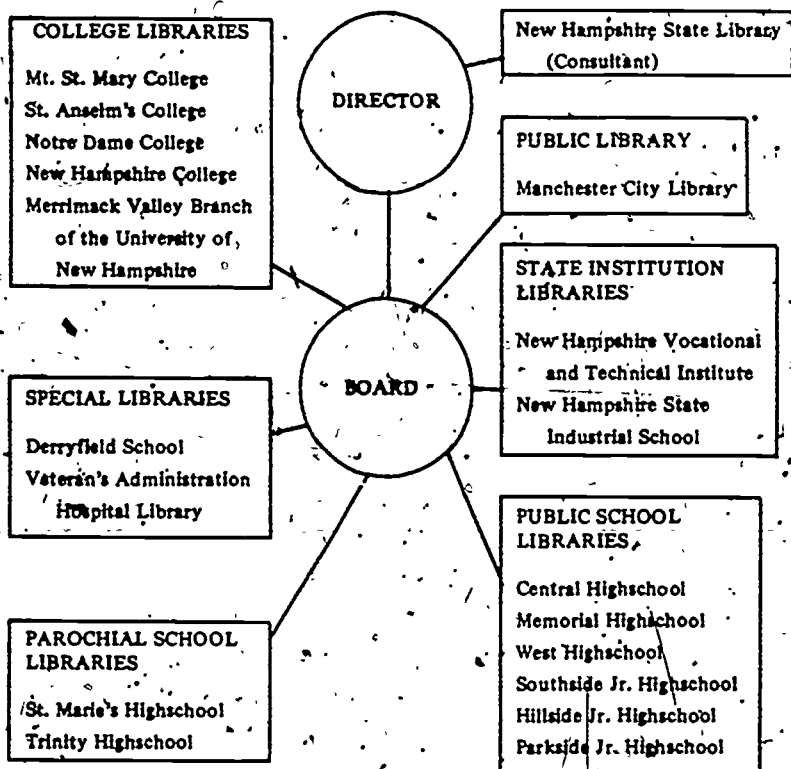 COLLEGE LIBRARIES
Mt. St. Mary College
St. Anselm's College
Notre Dame College
New Hampshire College
Merrimack Valley Branch
of the University of
New Hampshire
DIRECTOR
New Hampshire State Library
(Consultant)
PUBLIC LIBRARY
Manchester City Library
STATE INSTITUTION
LIBRARIES
New Hampshire Vocational
and Technical Institute
New Hampshire State
Industrial School
BOARD
SPECIAL LIBRARIES
Derryfield School
Veteran's Administration
Hospital Library
PUBLIC SCHOOL
LIBRARIES
Central Highschool
Memorial Highschool
West Highschool
Southside Jr. Highschool
Hillside Jr. Highschool
Parkside Jr. Highschool
PAROCHIAL SCHOOL
LIBRARIES
St. Marie's Highschool
Trinity Highschool